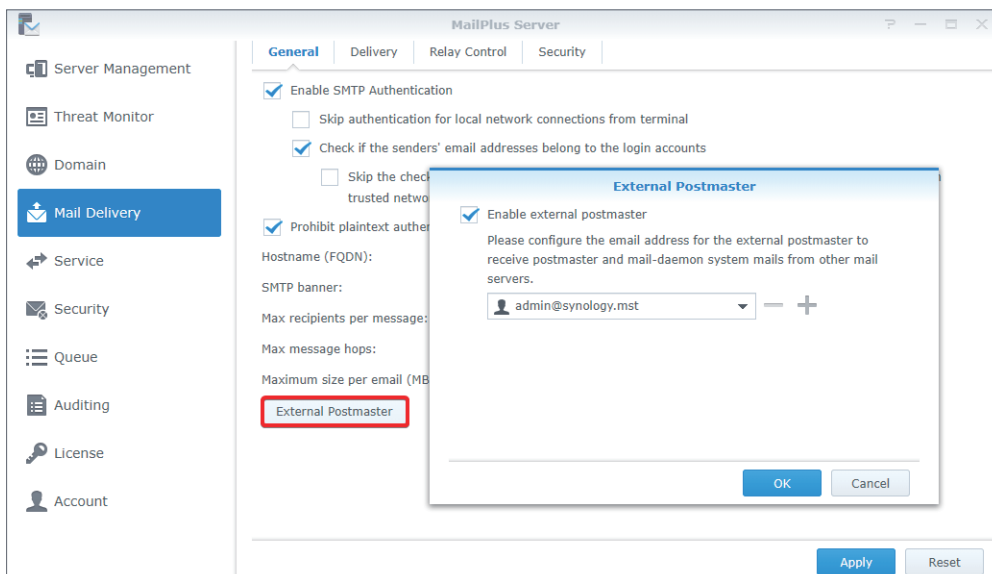 MailPlus Server
Server Management
Threat Monitor
Domain
Mail Delivery
Service
Security
Queue
Auditing
License
Account
General Delivery Relay Control Security
Enable SMTP Authentication
Skip authentication for local network connections from terminal
Check if the senders' email addresses belong to the login accounts
Skip the check
trusted netwo
Prohibit plaintext authe
Hostname (FQDN):
SMTP banner:
Max recipients per message:
Max message hops:
Maximum size per email (MB
External Postmaster
External Postmaster
Enable external postmaster
Please configure the email address for the external postmaster to
receive postmaster and mail-daemon system mails from other mail
servers.
admin@synology.mst
OK Cancel
Apply Reset